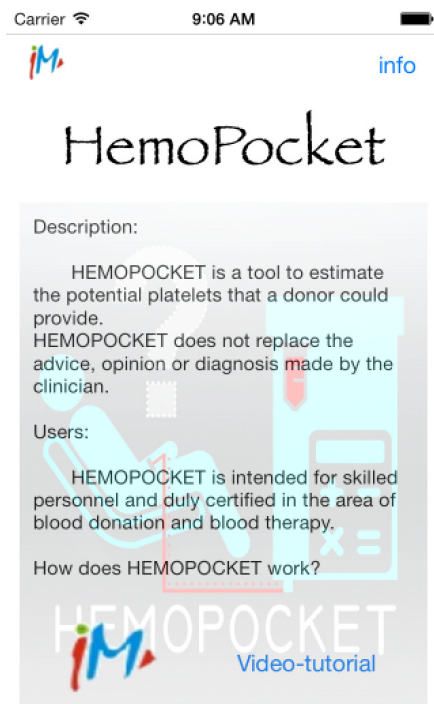 Carrier 9:06 AM
iM
info
HemoPocket
Description:
HEMOPOCKET is a tool to estimate
the potential platelets that a donor could
provide.
HEMOPOCKET does not replace the
advice, opinion or diagnosis made by the
clinician.
Users:
HEMOPOCKET is intended for skilled
personnel and duly certified in the area of
blood donation and blood therapy.
How does HEMOPOCKET work?
HEMOPOCKET
iM
Video-tutorial